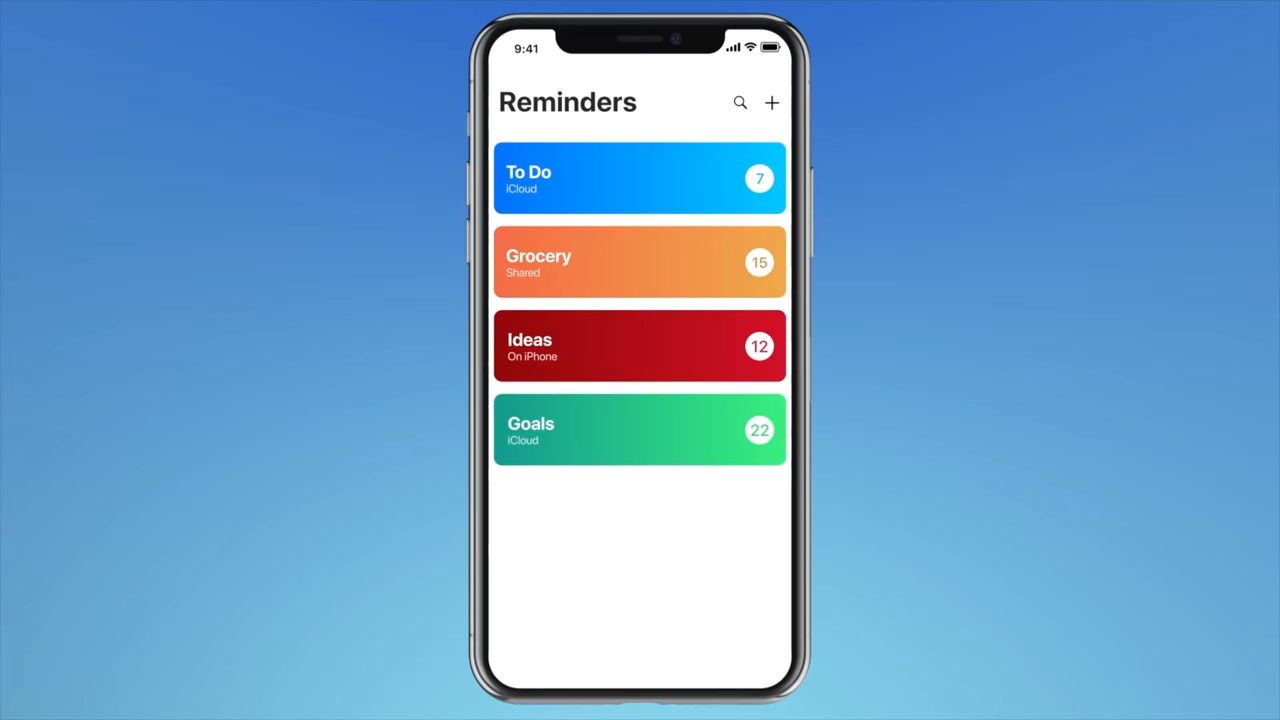 9:41
Reminders
To Do
iCloud
7
Grocery
Shared
15
Ideas
On iPhone
12
Goals
iCloud
22